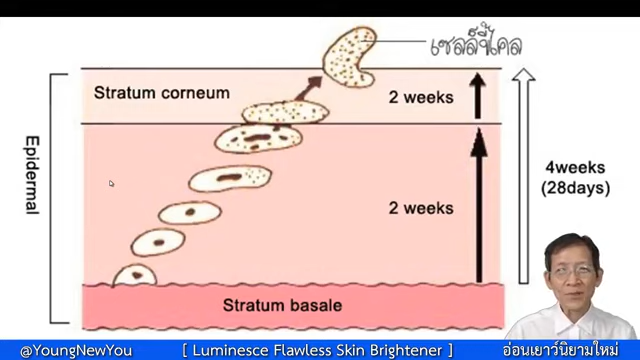 เซลล์ขี้ไคล
Stratum corneum
2 weeks
Epidermal
4weeks
(28days)
2 weeks
Stratum basale
@YoungNewYou
[ Luminesce Flawless Skin Brightener ]
อ่อนเยาว์นิยามใหม่